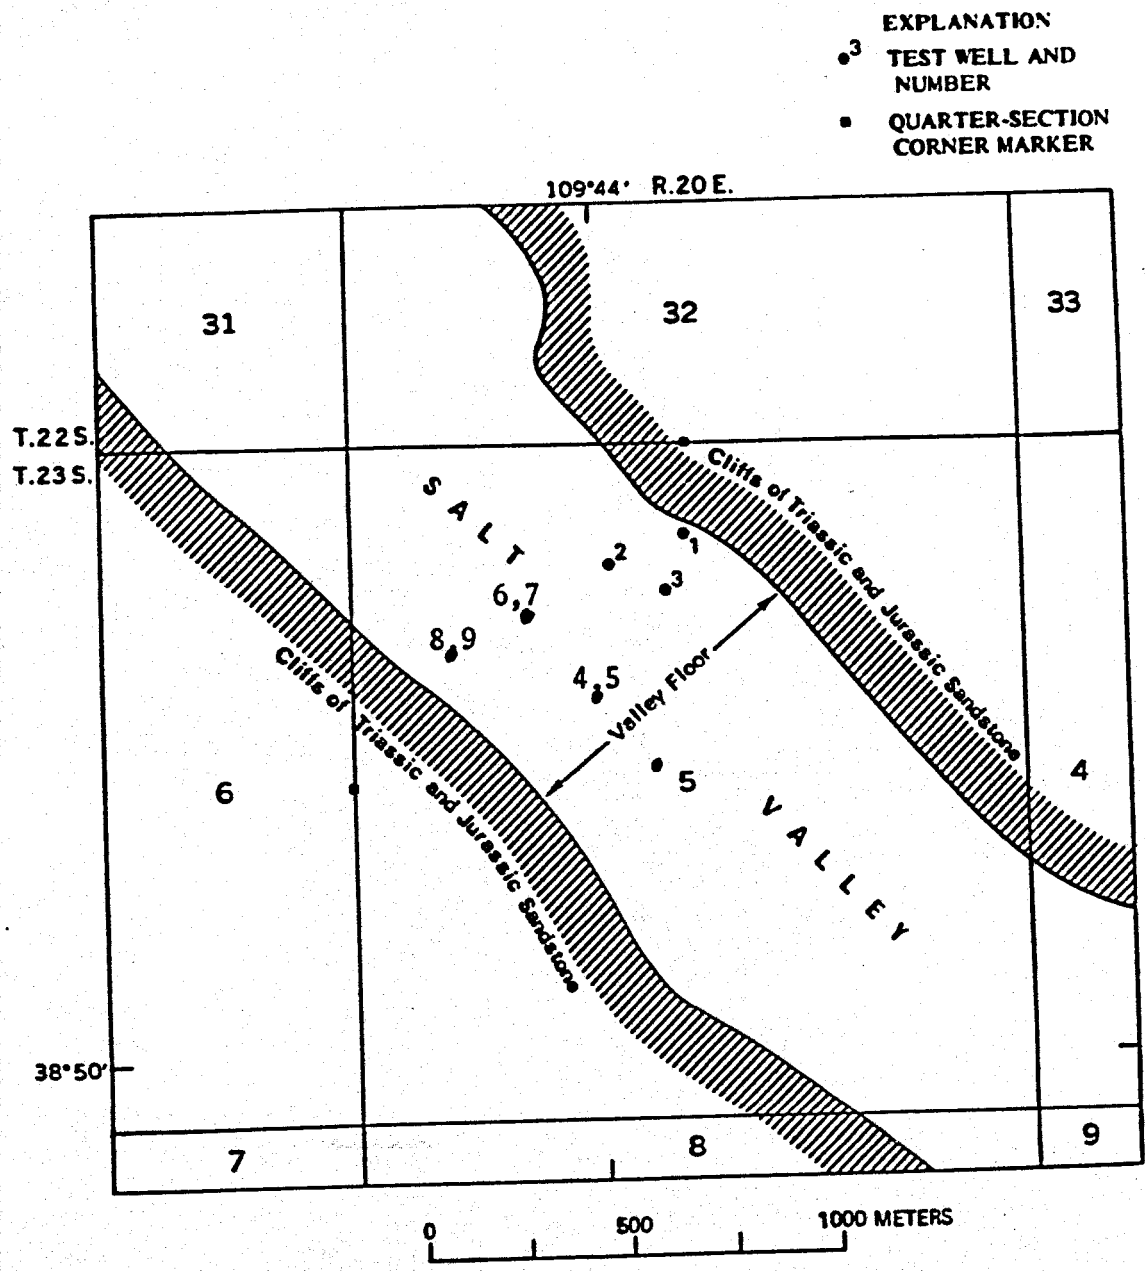 EXPLANATION
3 TEST WELL AND
NUMBER
QUARTER-SECTION
CORNER MARKER
109°44' R.20 E.
31
32
33
T.22 S.
T.23 S.
Cliffs of Triassic and Jurassic Sandstone
SALT
1
2
3
6,7
8,9
4,5
Valley Floor
Cliffs of Triassic and Jurassic Sandstone
6
5
4
VALLEY
38°50'
7
8
9
0 500 1000 METERS